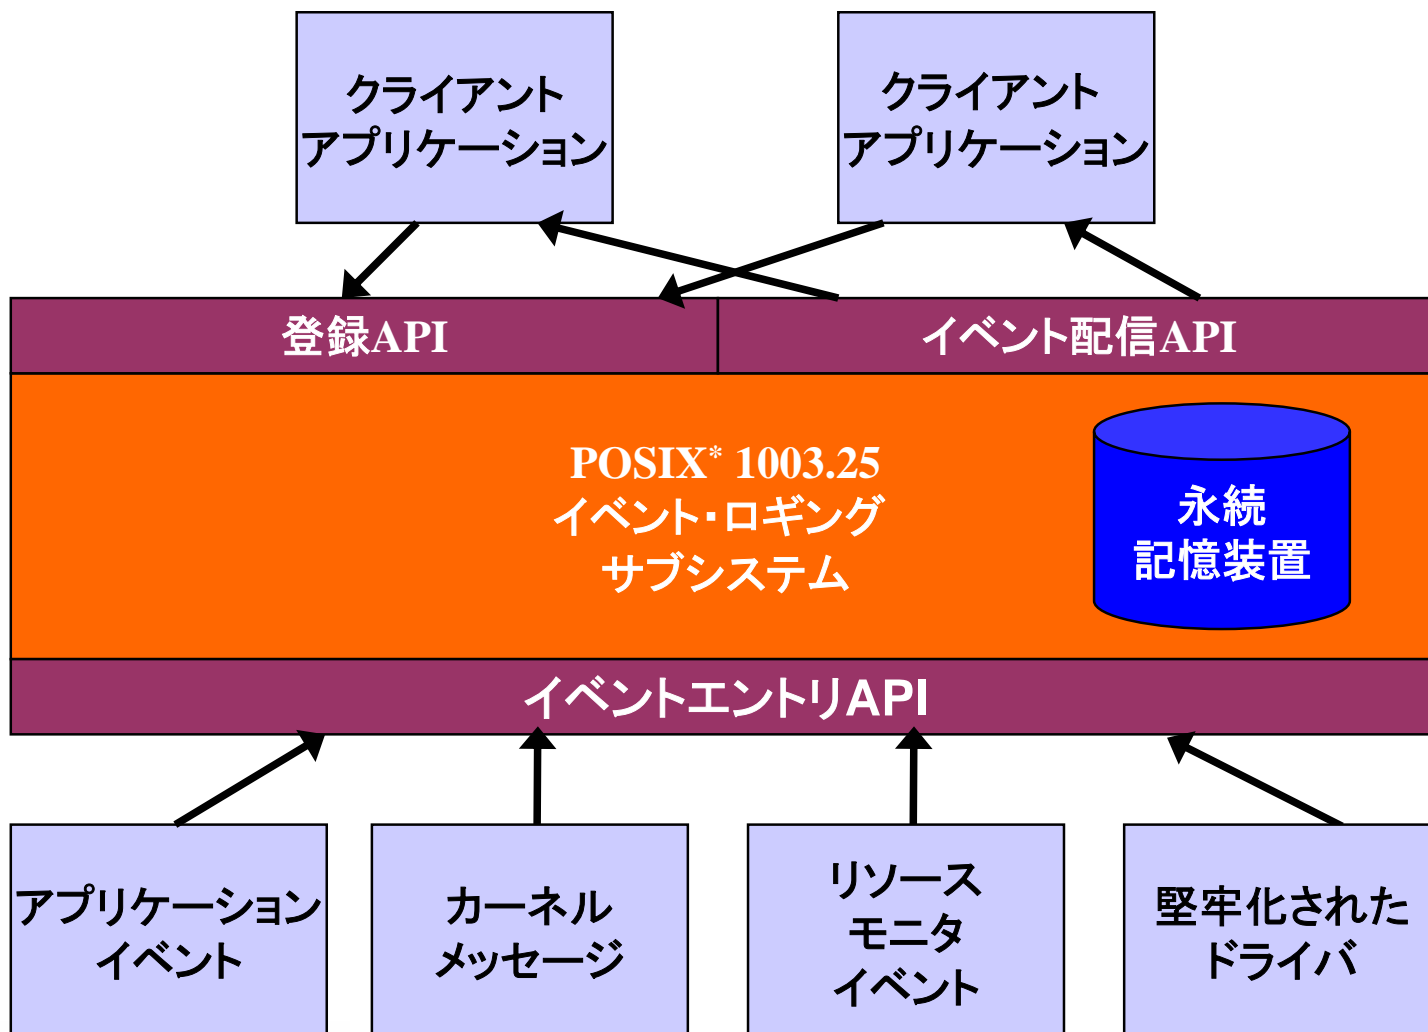 クライアント
アプリケーション
クライアント
アプリケーション
登録API
イベント配信API
POSIX* 1003.25
イベント・ロギング
サブシステム
永続
記憶装置
イベントエントリAPI
アプリケーション
イベント
カーネル
メッセージ
リソース
モニタ
イベント
堅牢化された
ドライバ